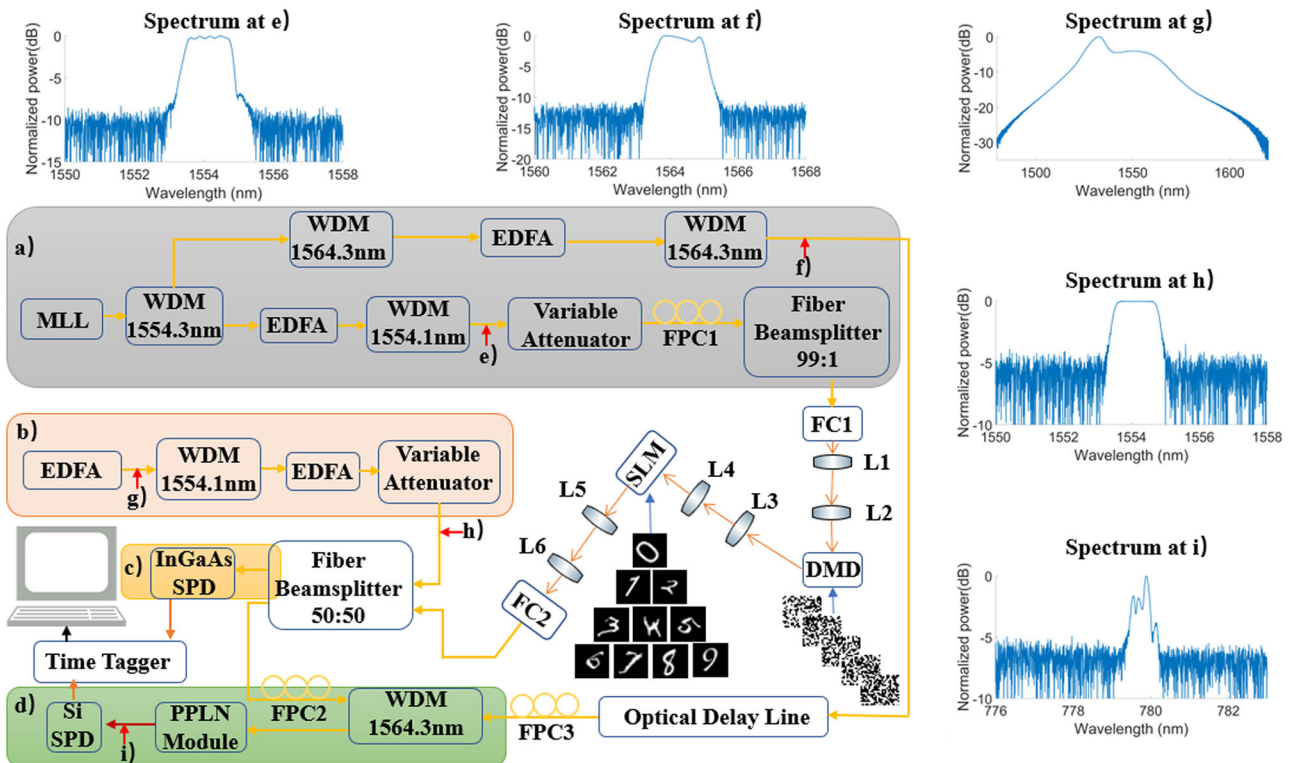 Spectrum at e)
Normalized power(dB)
0
-5
-10
-15
1550 1552 1554 1556 1558
Wavelength (nm)
Spectrum at f)
Normalized power(dB)
0
-5
-10
-15
-20
1560 1562 1564 1566 1568
Wavelength (nm)
Spectrum at g)
Normalized power(dB)
0
-10
-20
-30
1500 1550 1600
Wavelength (nm)
a)
WDM
1564.3nm
EDFA
WDM
1564.3nm
f)
MLL
WDM
1554.3nm
EDFA
WDM
1554.1nm
e)
Variable
Attenuator
FPC1
Fiber
Beamsplitter
99:1
Spectrum at h)
Normalized power(dB)
0
-5
-10
1550 1552 1554 1556 1558
Wavelength (nm)
b)
EDFA
g)
WDM
1554.1nm
EDFA
Variable
Attenuator
h)
FC1
L1
L2
DMD
L3
L4
SLM
L5
L6
FC2
0
1 2
3 4 5
6 7 8 9
c)
InGaAs
SPD
Fiber
Beamsplitter
50:50
Time Tagger
d)
Si
SPD
i)
PPLN
Module
FPC2
WDM
1564.3nm
FPC3
Optical Delay Line
Spectrum at i)
Normalized power(dB)
0
-5
-10
776 778 780 782
Wavelength (nm)